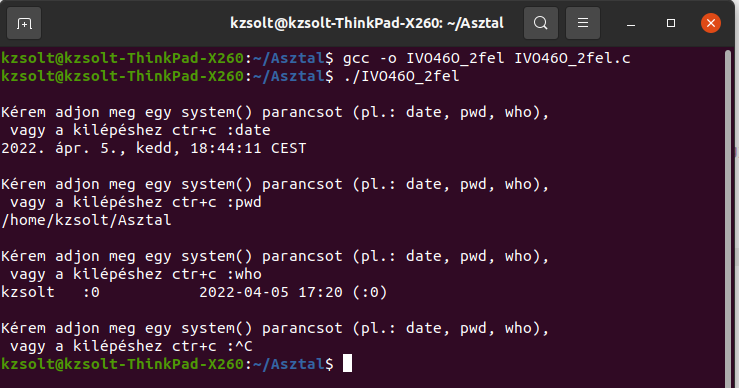 kzsolt@kzsolt-ThinkPad-X260: ~/Asztal
kzsolt@kzsolt-ThinkPad-X260:~/Asztal$ gcc -o IVO46O_2fel IVO46O_2fel.c
kzsolt@kzsolt-ThinkPad-X260:~/Asztal$ ./IVO46O_2fel
Kérem adjon meg egy system() parancsot (pl.: date, pwd, who),
 vagy a kilépéshez ctr+c :date
2022. ápr. 5., kedd, 18:44:11 CEST
Kérem adjon meg egy system() parancsot (pl.: date, pwd, who),
 vagy a kilépéshez ctr+c :pwd
/home/kzsolt/Asztal
Kérem adjon meg egy system() parancsot (pl.: date, pwd, who),
 vagy a kilépéshez ctr+c :who
kzsolt   :0           2022-04-05 17:20 (:0)
Kérem adjon meg egy system() parancsot (pl.: date, pwd, who),
 vagy a kilépéshez ctr+c :^C
kzsolt@kzsolt-ThinkPad-X260:~/Asztal$